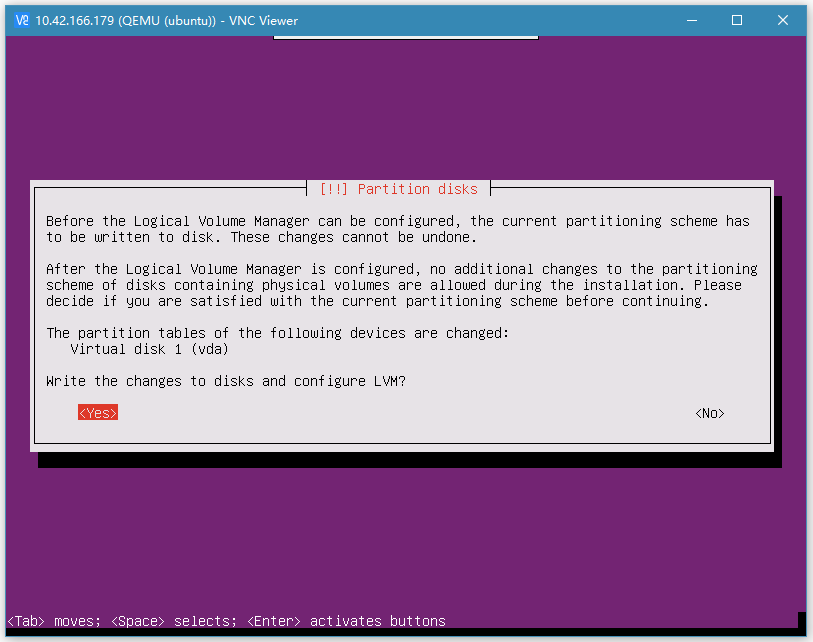 VC 10.42.166.179 (QEMU (ubuntu)) - VNC Viewer
[!!] Partition disks
Before the Logical Volume Manager can be configured, the current partitioning scheme has
to be written to disk. These changes cannot be undone.
After the Logical Volume Manager is configured, no additional changes to the partitioning
scheme of disks containing physical volumes are allowed during the installation. Please
decide if you are satisfied with the current partitioning scheme before continuing.
The partition tables of the following devices are changed:
Virtual disk 1 (vda)
Write the changes to disks and configure LVM?
<Yes> <No>
<Tab> moves; <Space> selects; <Enter> activates buttons